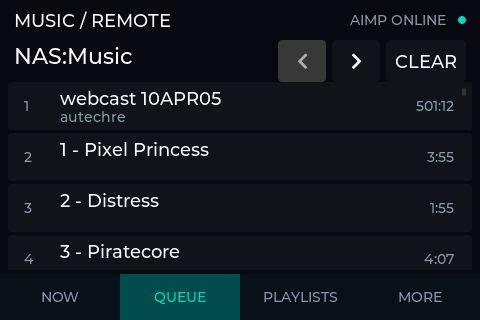 MUSIC / REMOTE
AIMP ONLINE
NAS:Music
CLEAR
1
webcast 10APR05
autechre
501:12
2
1 - Pixel Princess
3:55
3
2 - Distress
1:55
4
3 - Piratecore
4:07
NOW
QUEUE
PLAYLISTS
MORE